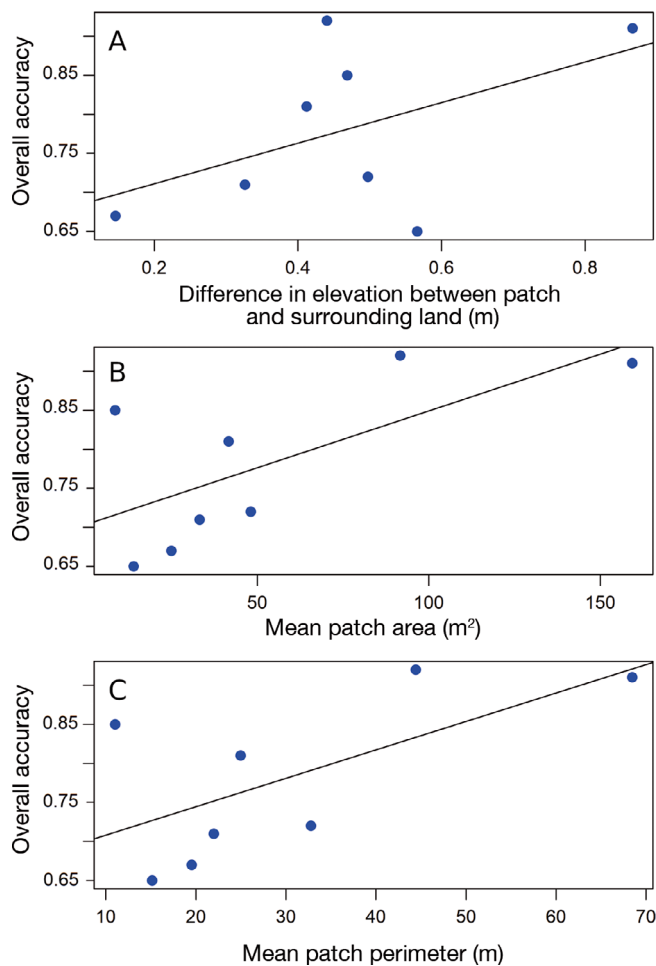 A
Overall accuracy
0.85
0.75
0.65
0.2 0.4 0.6 0.8
Difference in elevation between patch
and surrounding land (m)
B
Overall accuracy
0.85
0.75
0.65
50 100 150
Mean patch area (m²)
C
Overall accuracy
0.85
0.75
0.65
10 20 30 40 50 60 70
Mean patch perimeter (m)